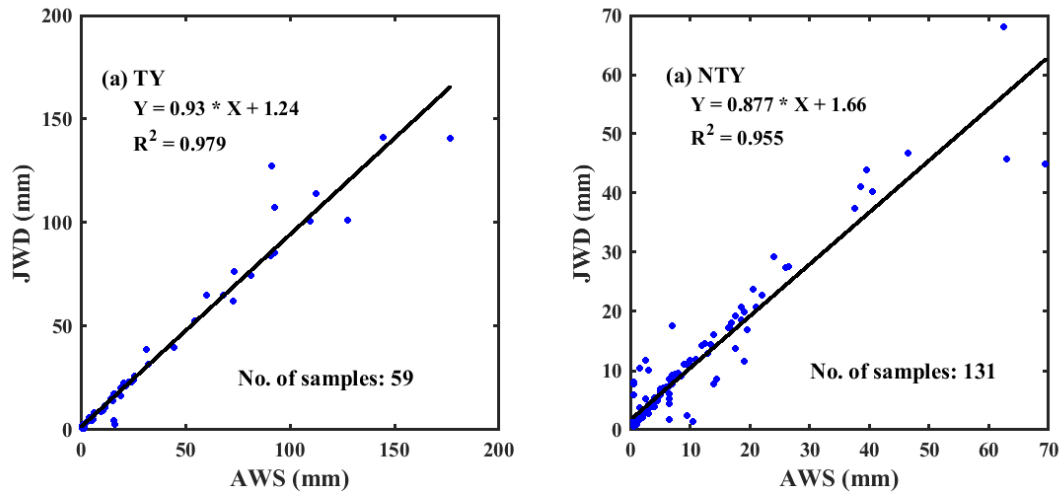 200
150
100
50
0
JWD (mm)
(a) TY
Y = 0.93 * X + 1.24
R² = 0.979
No. of samples: 59
0 50 100 150 200
AWS (mm)
70
60
50
40
30
20
10
0
JWD (mm)
(a) NTY
Y = 0.877 * X + 1.66
R² = 0.955
No. of samples: 131
0 10 20 30 40 50 60 70
AWS (mm)